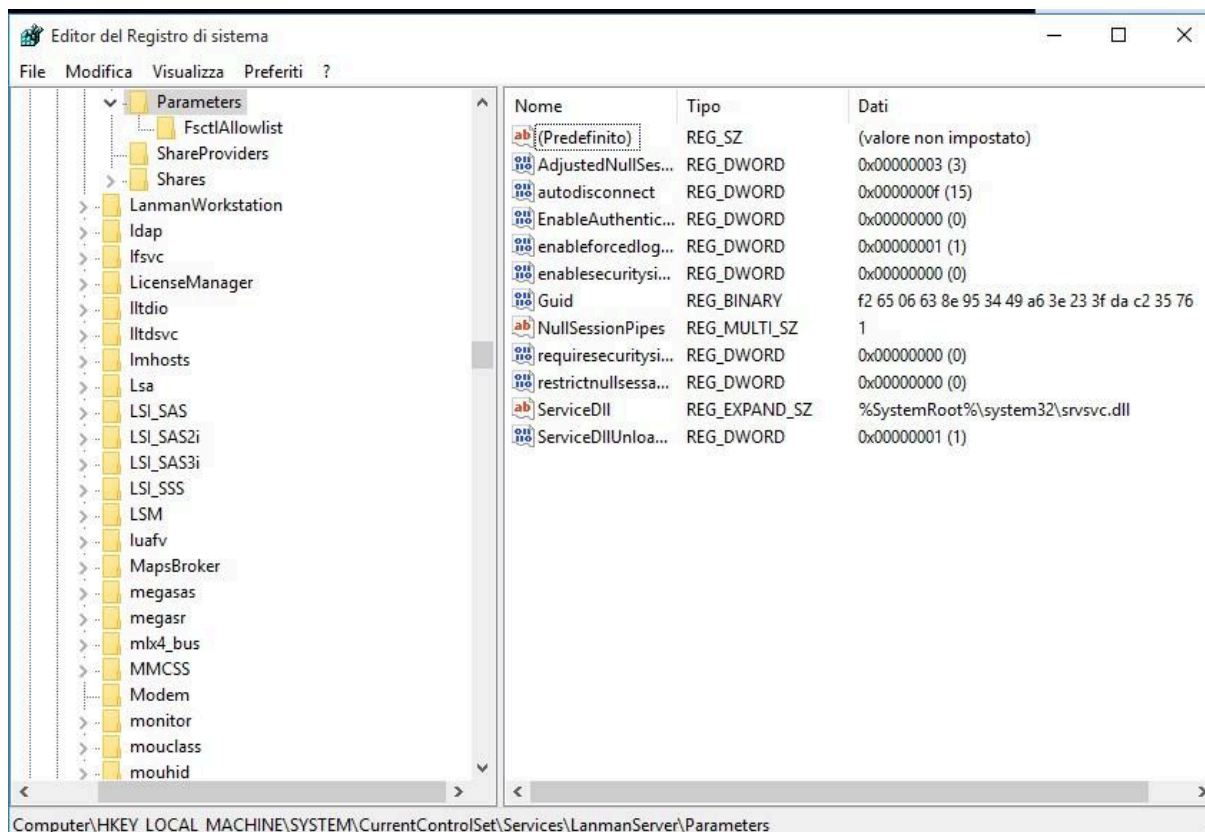 Editor del Registro di sistema
File Modifica Visualizza Preferiti ?
Parameters
FsctlAllowlist
ShareProviders
Shares
LanmanWorkstation
ldap
lfsvc
LicenseManager
lltdio
lltdsvc
lmhosts
Lsa
LSI_SAS
LSI_SAS2i
LSI_SAS3i
LSI_SSS
LSM
luafv
MapsBroker
megasas
megasr
mlx4_bus
MMCSS
Modem
monitor
mouclass
mouhid
Nome Tipo Dati
(Predefinito) REG_SZ (valore non impostato)
AdjustedNullSes... REG_DWORD 0x00000003 (3)
autodisconnect REG_DWORD 0x0000000f (15)
EnableAuthentic... REG_DWORD 0x00000000 (0)
enableforcedlog... REG_DWORD 0x00000001 (1)
enablesecuritysi... REG_DWORD 0x00000000 (0)
Guid REG_BINARY f2 65 06 63 8e 95 34 49 a6 3e 23 3f da c2 35 76
NullSessionPipes REG_MULTI_SZ 1
requiresecuritysi... REG_DWORD 0x00000000 (0)
restrictnullsessa... REG_DWORD 0x00000000 (0)
ServiceDll REG_EXPAND_SZ %SystemRoot%\system32\srvsvc.dll
ServiceDllUnloa... REG_DWORD 0x00000001 (1)
Computer\HKEY_LOCAL_MACHINE\SYSTEM\CurrentControlSet\Services\LanmanServer\Parameters